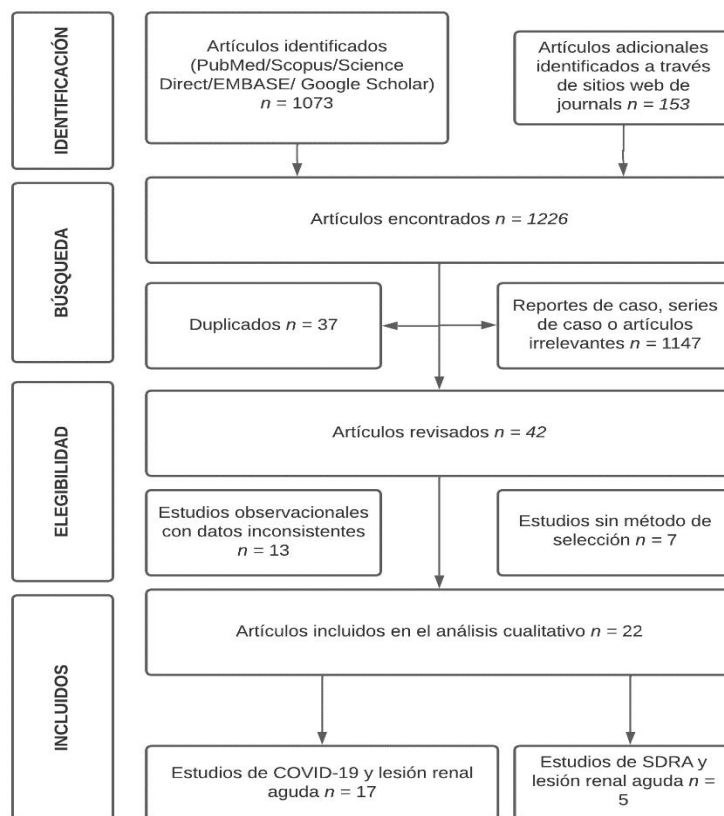 IDENTIFICACIÓN
Artículos identificados
(PubMed/Scopus/Science
Direct/EMBASE/ Google Scholar)
n = 1073
Artículos adicionales
identificados a través
de sitios web de
journals n = 153
BÚSQUEDA
Artículos encontrados n = 1226
Duplicados n = 37
Reportes de caso, series
de caso o artículos
irrelevantes n = 1147
ELEGIBILIDAD
Artículos revisados n = 42
Estudios observacionales
con datos inconsistentes
n = 13
Estudios sin método de
selección n = 7
INCLUIDOS
Artículos incluidos en el análisis cualitativo n = 22
Estudios de COVID-19 y lesión renal
aguda n = 17
Estudios de SDRA y
lesión renal aguda n =
5